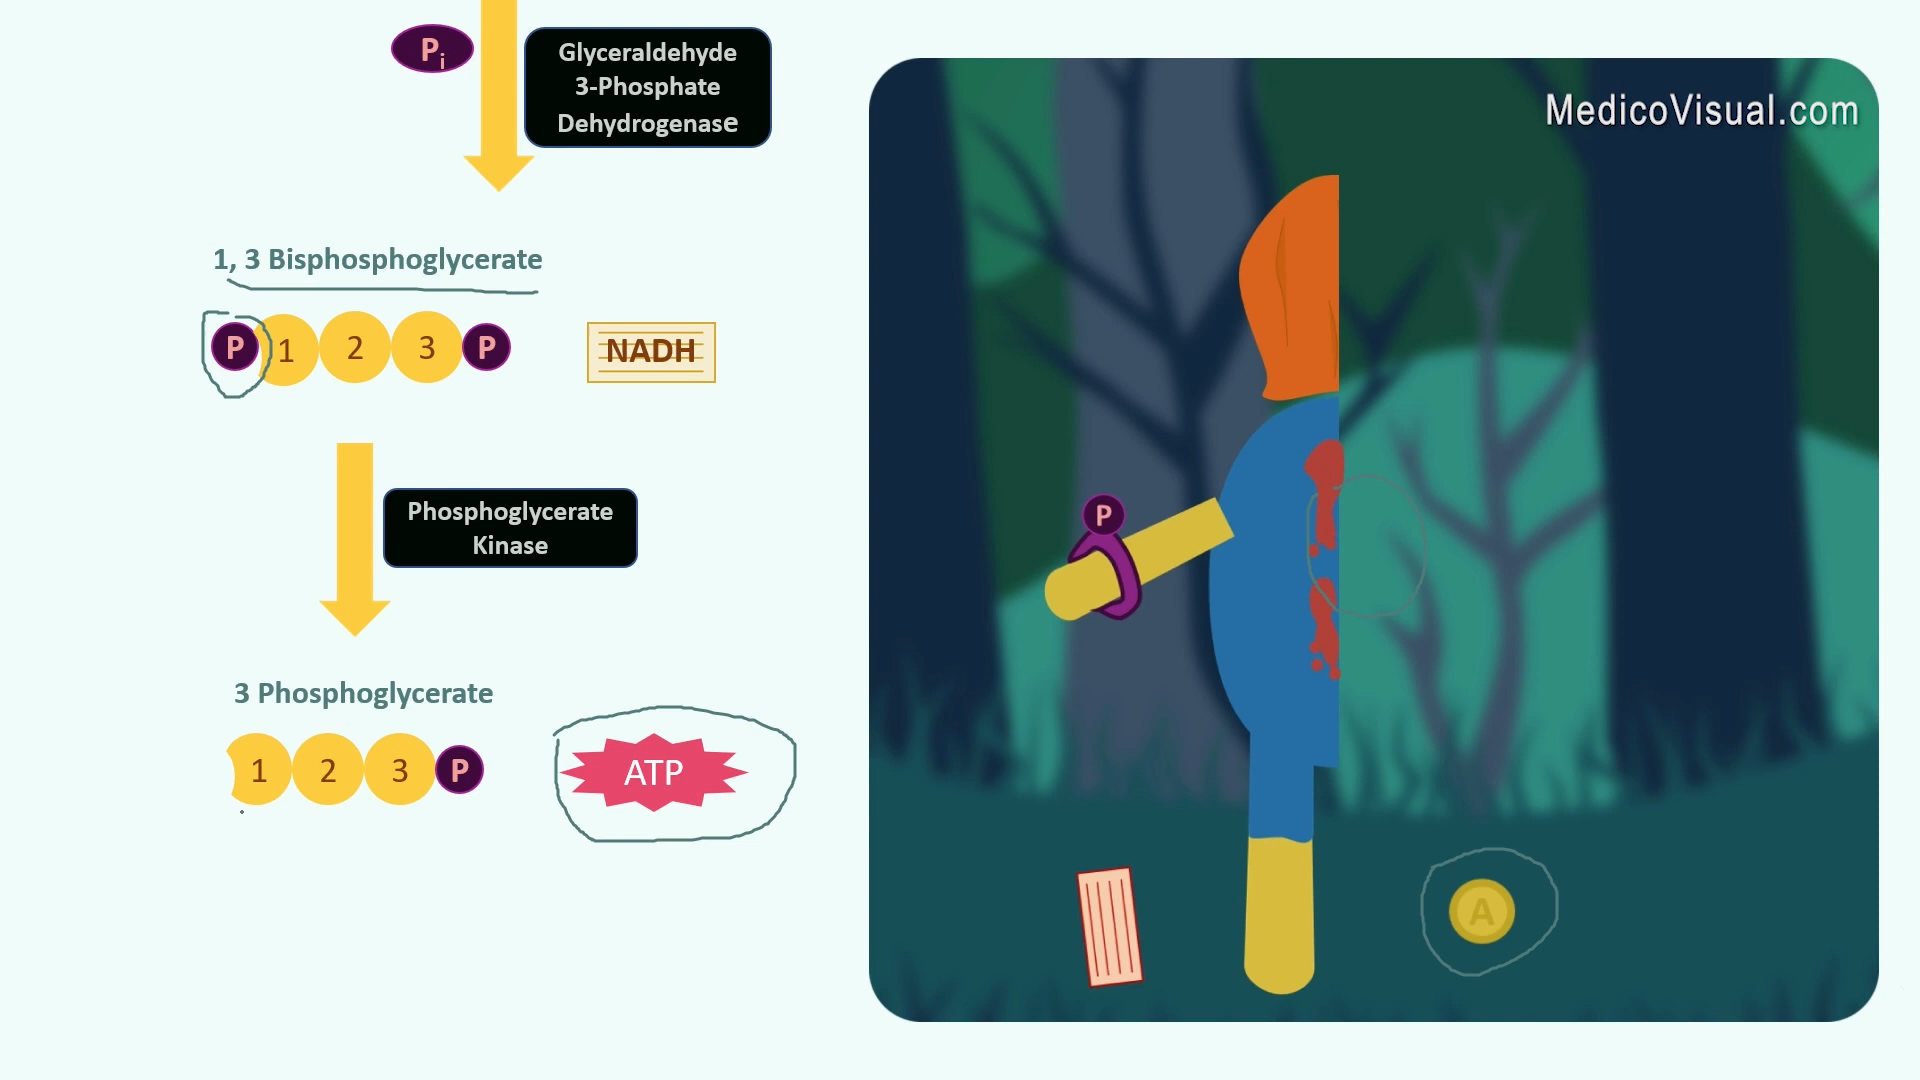 Pi
Glyceraldehyde
3-Phosphate
Dehydrogenase
1, 3 Bisphosphoglycerate
P 1 2 3 P
NADH
Phosphoglycerate
Kinase
3 Phosphoglycerate
1 2 3 P
ATP
MedicoVisual.com
P
A